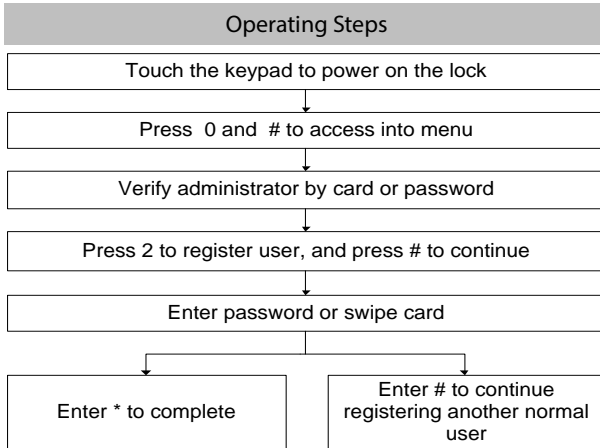 Operating Steps
Touch the keypad to power on the lock
Press 0 and # to access into menu
Verify administrator by card or password
Press 2 to register user, and press # to continue
Enter password or swipe card
Enter * to complete
Enter # to continue
registering another normal
user